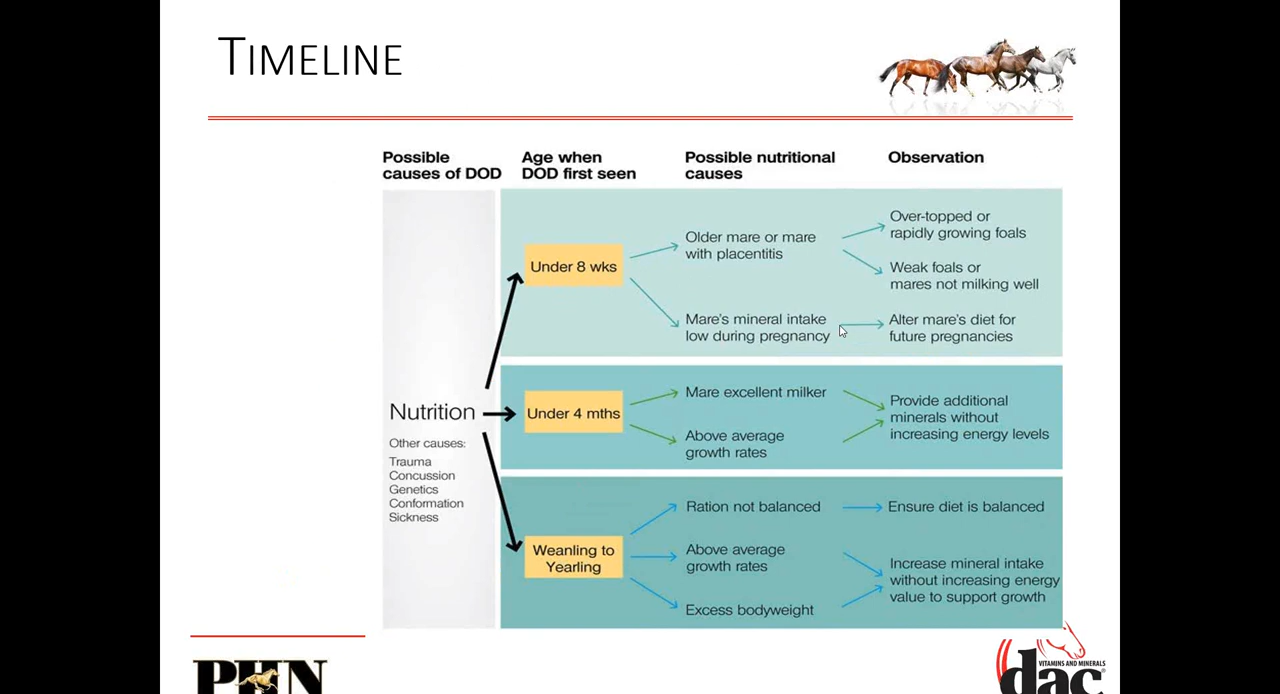 TIMELINE
Possible
causes of DOD
Age when
DOD first seen
Possible nutritional
causes
Observation
Nutrition
Other causes:
Trauma
Concussion
Genetics
Conformation
Sickness
Under 8 wks
Older mare or mare
with placentitis
Over-topped or
rapidly growing foals
Weak foals or
mares not milking well
Mare's mineral intake
low during pregnancy
Alter mare's diet for
future pregnancies
Under 4 mths
Mare excellent milker
Above average
growth rates
Provide additional
minerals without
increasing energy levels
Weanling to
Yearling
Ration not balanced
Ensure diet is balanced
Above average
growth rates
Excess bodyweight
Increase mineral intake
without increasing energy
value to support growth
PHN
VITAMINS AND MINERALS
dac